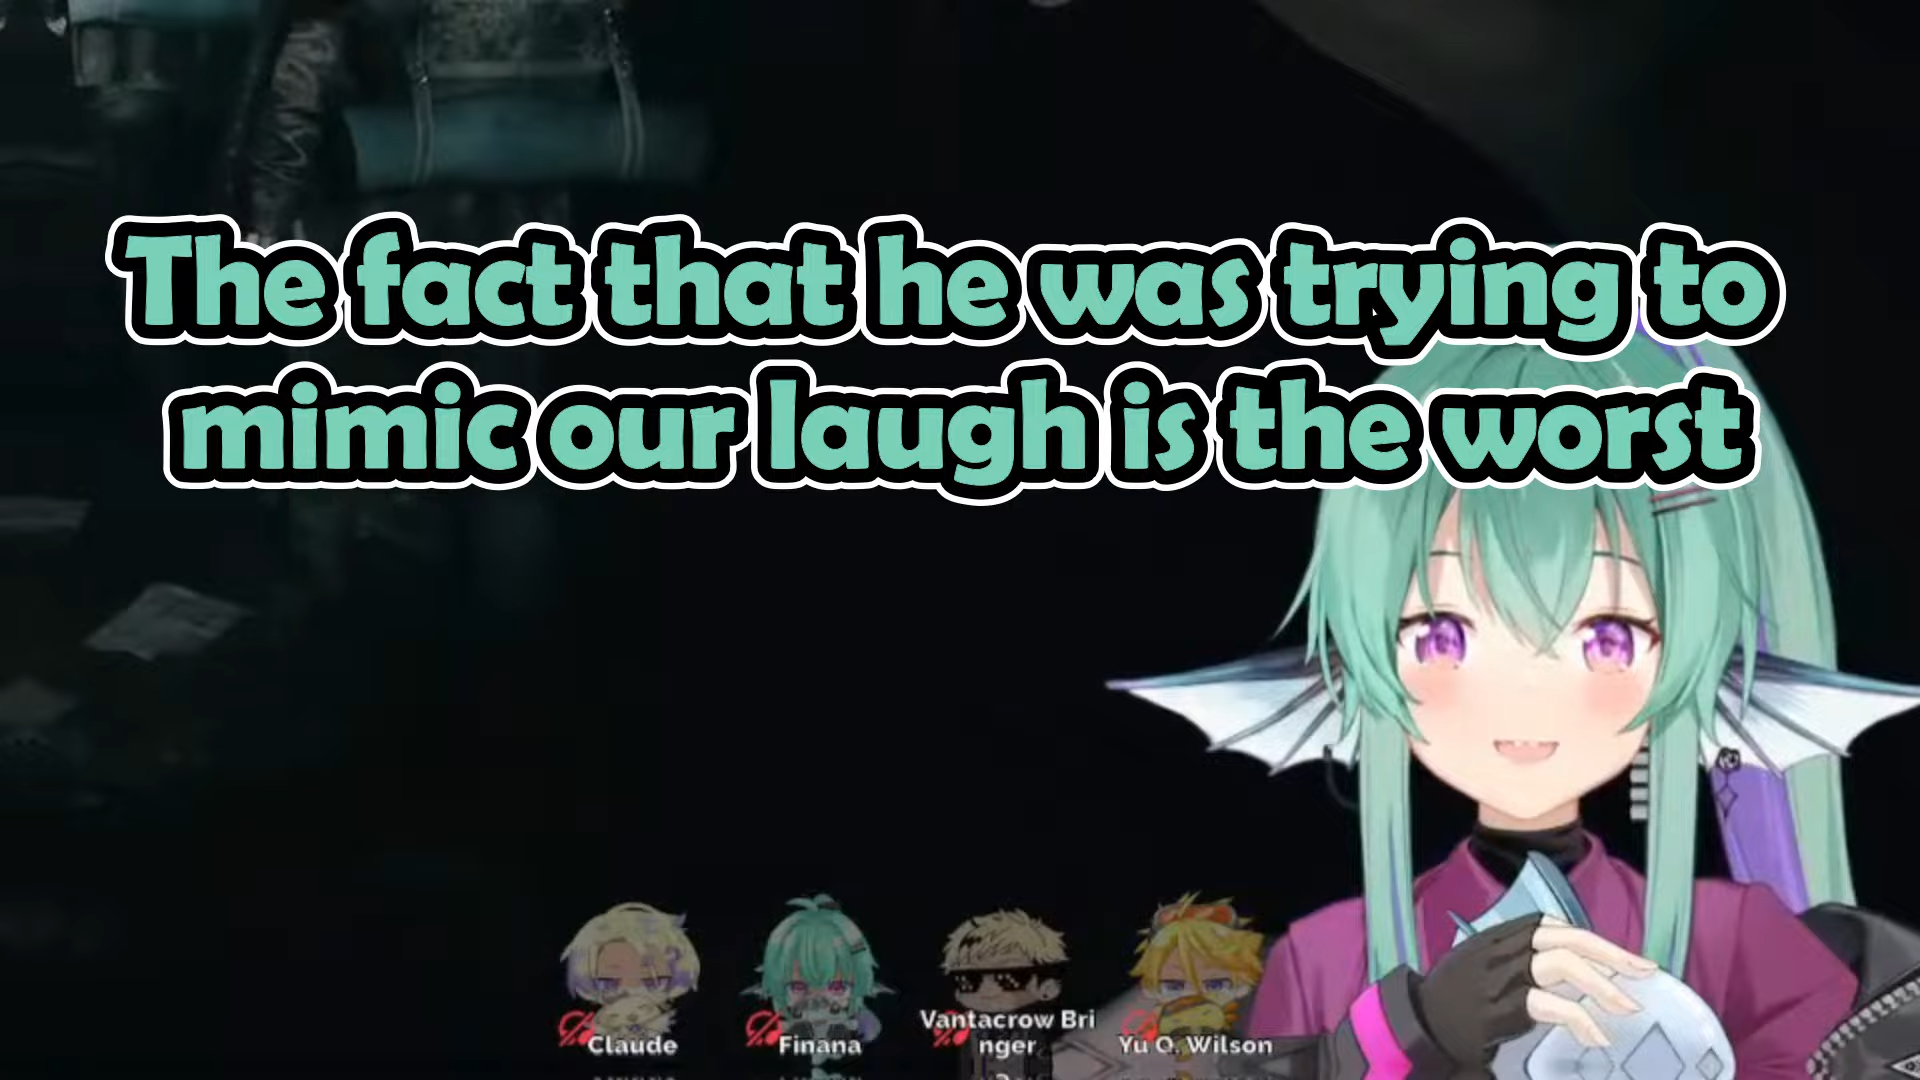 The fact that he was trying to
mimic our laugh is the worst
Claude
Finana
Vantacrow Bri
nger
Yu Q. Wilson